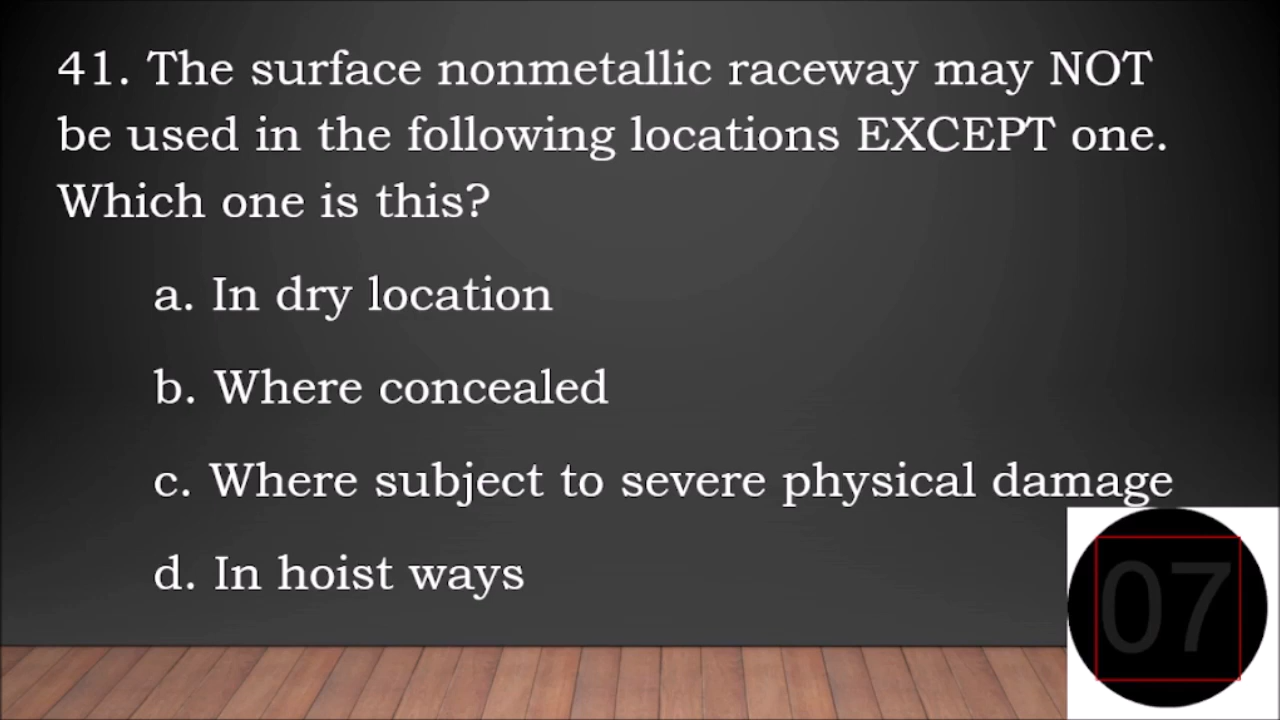 41. The surface nonmetallic raceway may NOT
be used in the following locations EXCEPT one.
Which one is this?
a. In dry location
b. Where concealed
c. Where subject to severe physical damage
d. In hoist ways
07